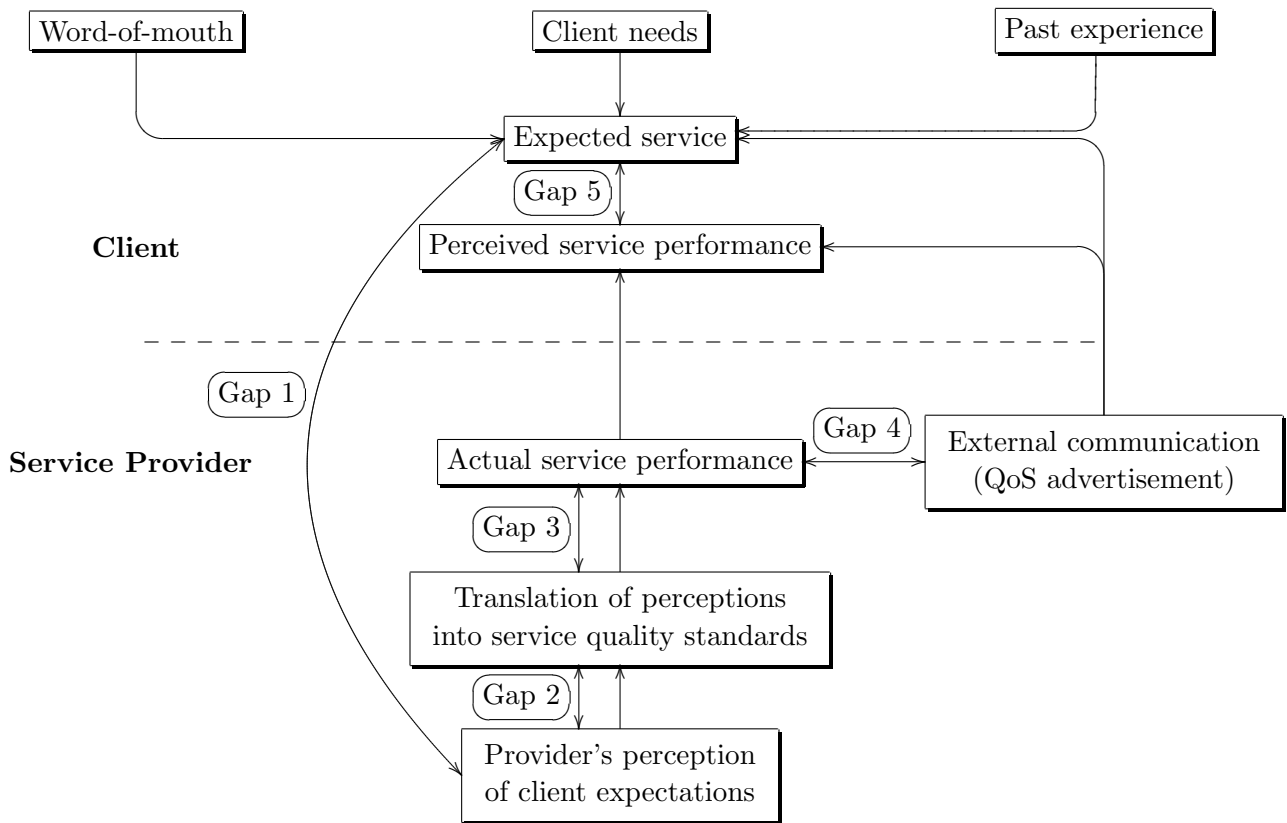 Word-of-mouth
Client needs
Past experience
Expected service
Gap 5
Client
Perceived service performance
Gap 1
Gap 4
External communication
(QoS advertisement)
Service Provider
Actual service performance
Gap 3
Translation of perceptions
into service quality standards
Gap 2
Provider's perception
of client expectations